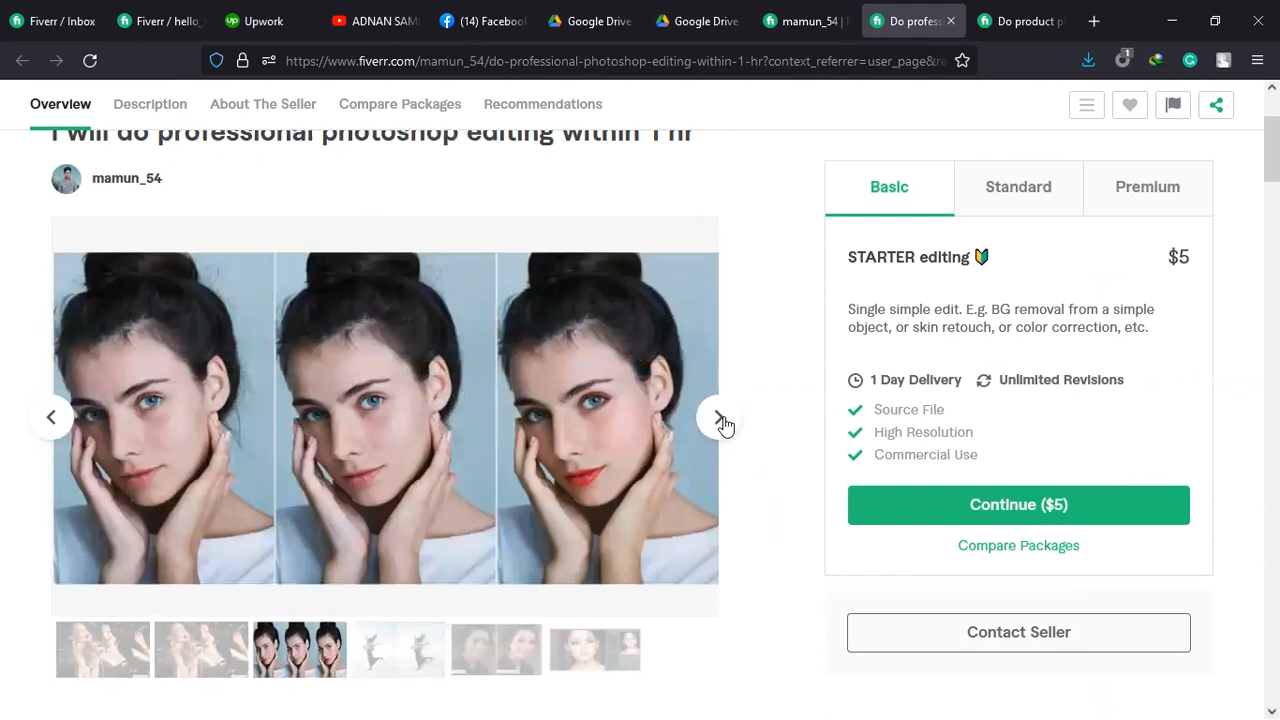 Fiverr / Inbox
Fiverr / hello_
Upwork
ADNAN SAM
(14) Facebook
Google Drive
Google Drive
mamun_54 |
Do profess
Do product p
https://www.fiverr.com/mamun_54/do-professional-photoshop-editing-within-1-hr?context_referrer=user_page&re
1
Overview
Description
About The Seller
Compare Packages
Recommendations
I will do professional photoshop editing within 1 hr
mamun_54
Basic
Standard
Premium
STARTER editing
$5
Single simple edit. E.g. BG removal from a simple
object, or skin retouch, or color correction, etc.
1 Day Delivery
Unlimited Revisions
Source File
High Resolution
Commercial Use
Continue ($5)
Compare Packages
Contact Seller